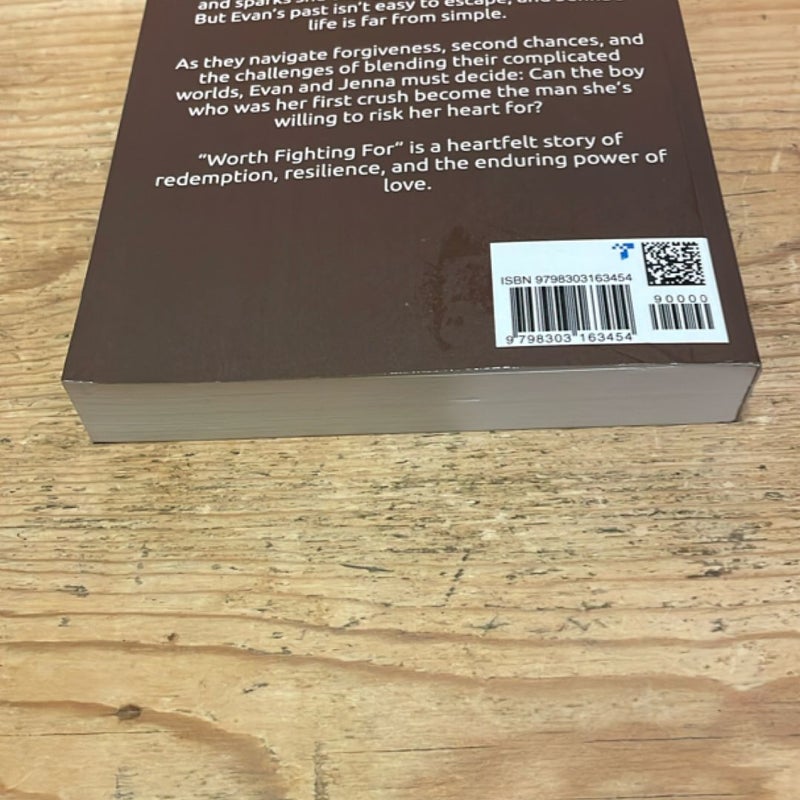 and sparks
But Evan's past isn't easy to escape, and
life is far from simple.
As they navigate forgiveness, second chances, and
the challenges of blending their complicated
worlds, Evan and Jenna must decide: Can the boy
who was her first crush become the man she's
willing to risk her heart for?
"Worth Fighting For" is a heartfelt story of
redemption, resilience, and the enduring power of
love.
ISBN 9798303163454
90000
9 798303 163454